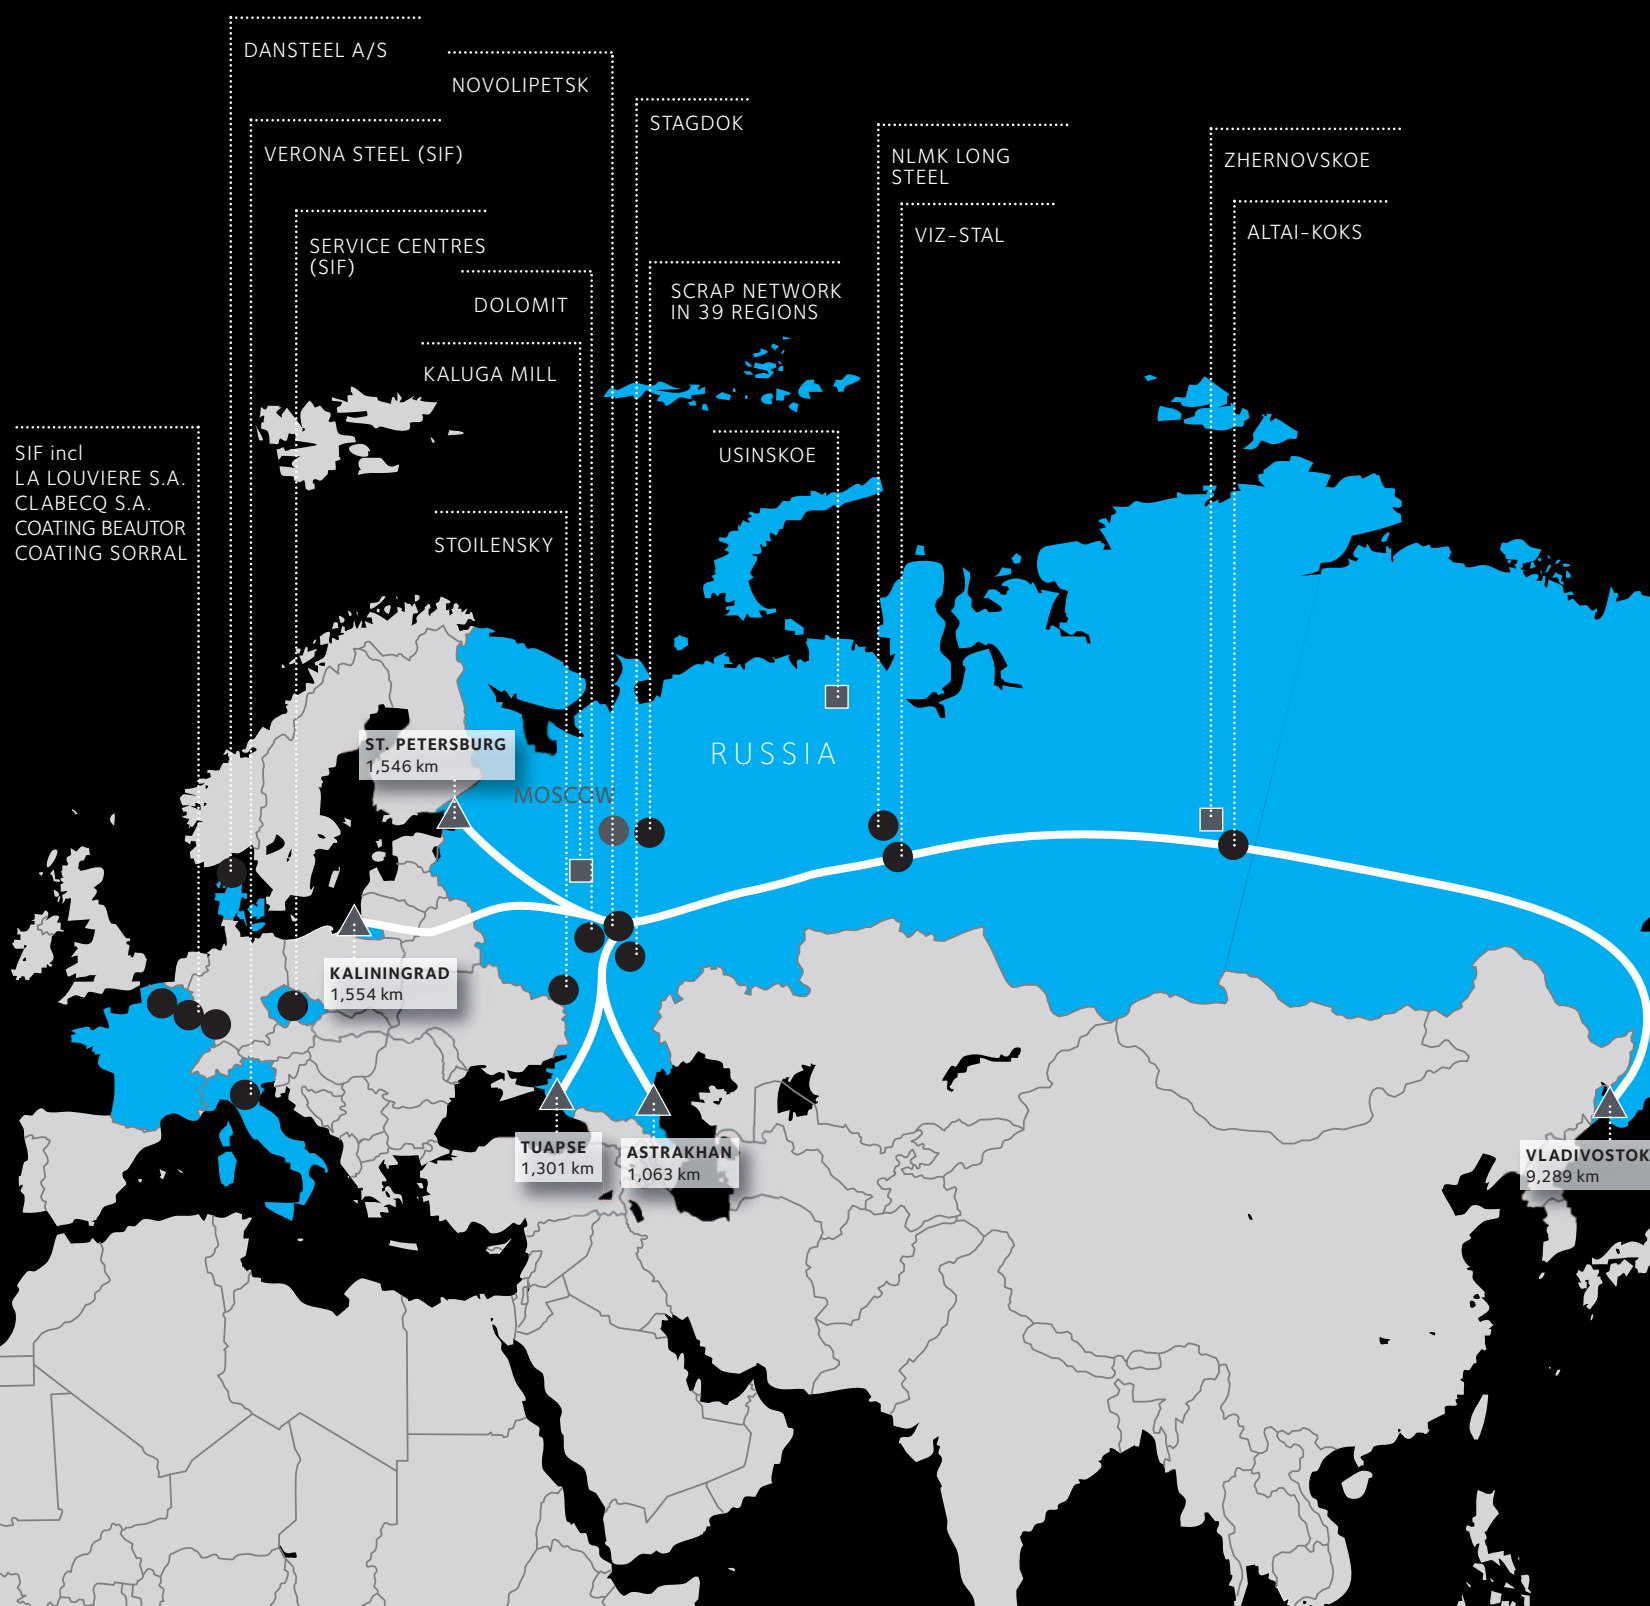 DANSTEEL A/S
NOVOLIPETSK
STAGDOK
VERONA STEEL (SIF)
NLMK LONG
STEEL
ZHERNOVSKOE
VIZ-STAL
ALTAI-KOKS
SERVICE CENTRES
(SIF)
DOLOMIT
SCRAP NETWORK
IN 39 REGIONS
KALUGA MILL
USINSKOE
SIF incl
LA LOUVIERE S.A.
CLABECQ S.A.
COATING BEAUTOR
COATING SORRAL
STOILENSKY
ST. PETERSBURG
1,546 km
RUSSIA
MOSCOW
KALININGRAD
1,554 km
TUAPSE
1,301 km
ASTRAKHAN
1,063 km
VLADIVOSTOK
9,289 km